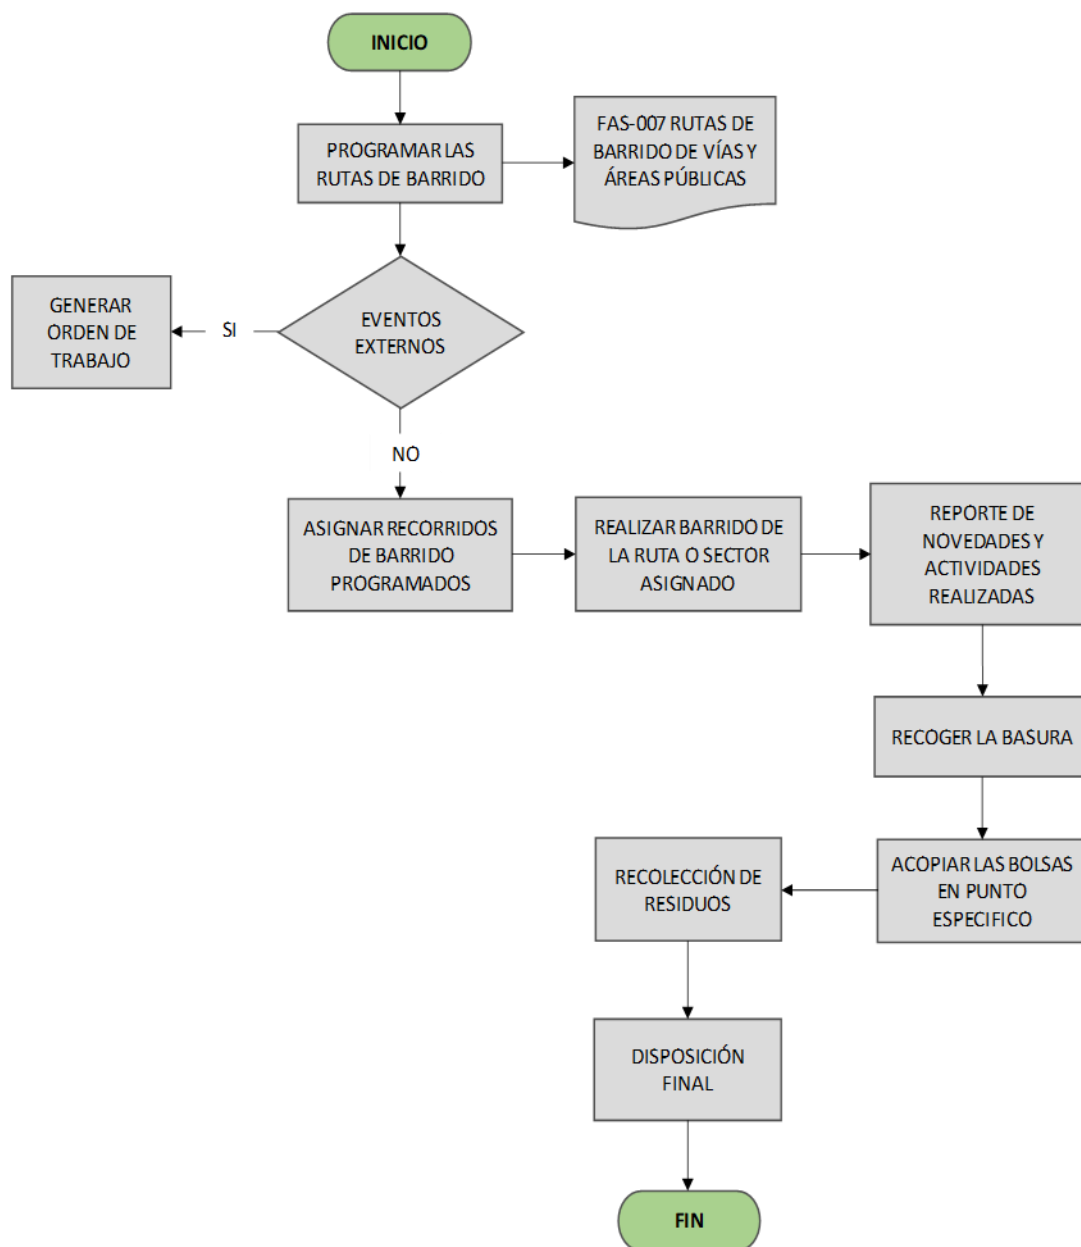 INICIO
PROGRAMAR LAS
RUTAS DE BARRIDO
FAS-007 RUTAS DE
BARRIDO DE VÍAS Y
ÁREAS PÚBLICAS
GENERAR
ORDEN DE
TRABAJO
SI
EVENTOS
EXTERNOS
NO
ASIGNAR RECORRIDOS
DE BARRIDO
PROGRAMADOS
REALIZAR BARRIDO DE
LA RUTA O SECTOR
ASIGNADO
REPORTE DE
NOVEDADES Y
ACTIVIDADES
REALIZADAS
RECOGER LA BASURA
ACOPIAR LAS BOLSAS
EN PUNTO
ESPECIFICO
RECOLECCIÓN DE
RESIDUOS
DISPOSICIÓN
FINAL
FIN